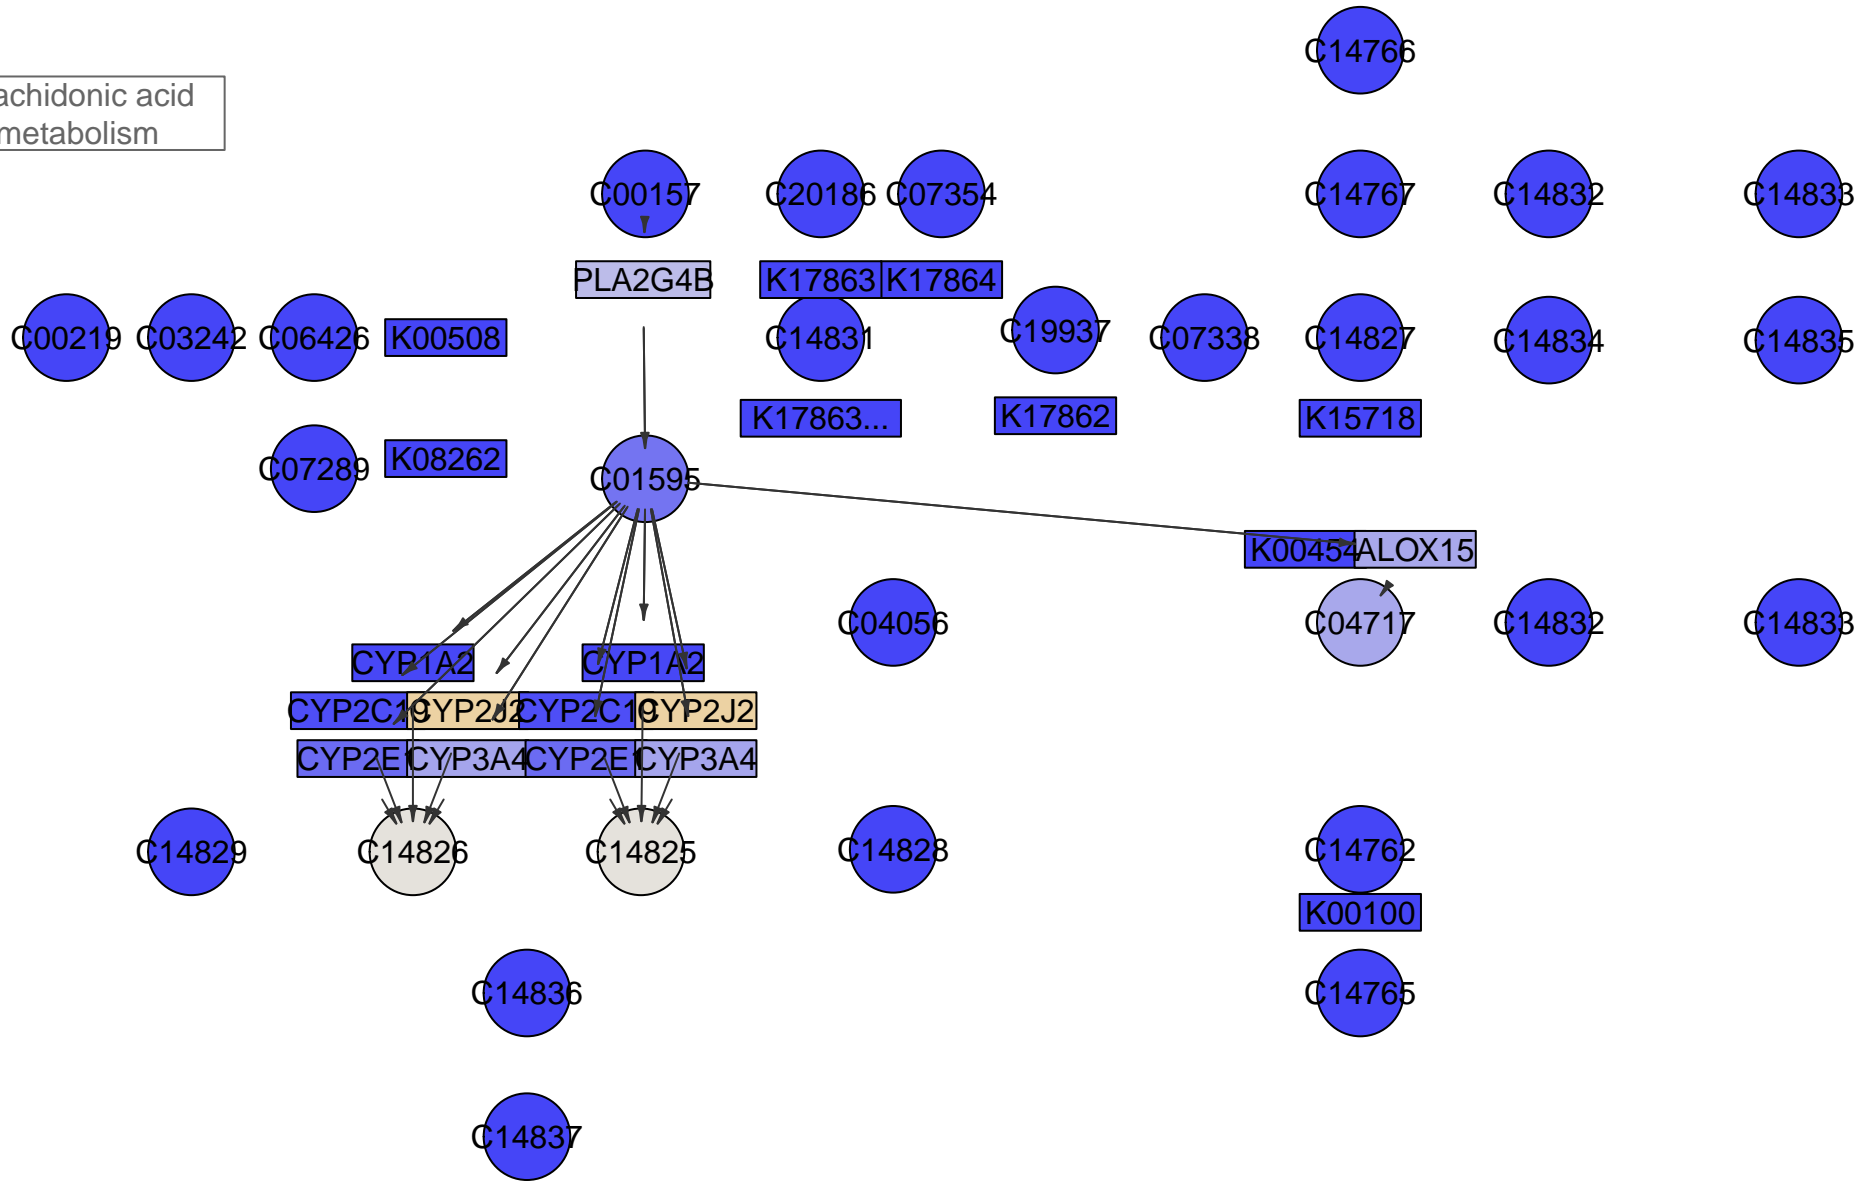 C14766
achidonic acid
metabolism
C00157
C20186
C07354
C14767
C14832
C14833
PLA2G4B
K17863
K17864
C00219
C03242
C06426
K00508
C14831
C19937
C07338
C14827
C14834
C14835
K17863...
K17862
K15718
C07289
K08262
C01595
K00454
ALOX15
C04056
C04717
C14832
C14833
CYP1A2
CYP1A2
CYP2C19
CYP2J2
CYP2C19
CYP2J2
CYP2E1
CYP3A4
CYP2E1
CYP3A4
C14829
C14826
C14825
C14828
C14762
K00100
C14836
C14765
C14837